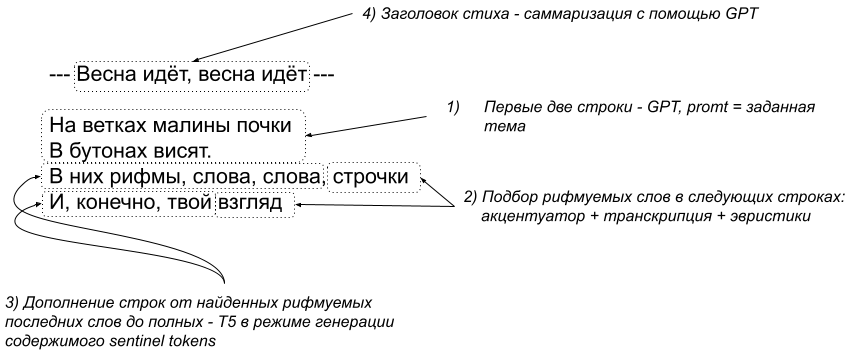 4) Заголовок стиха - саммаризация с помощью GPT
--- Весна идёт, весна идёт ---
На ветках малины почки
В бутонах висят.
В них рифмы, слова, слова, строчки
И, конечно, твой взгляд
1) Первые две строки - GPT, promt = заданная
тема
2) Подбор рифмуемых слов в следующих строках:
акцентуатор + транскрипция + эвристики
3) Дополнение строк от найденных рифмуемых
последних слов до полных - T5 в режиме генерации
содержимого sentinel tokens